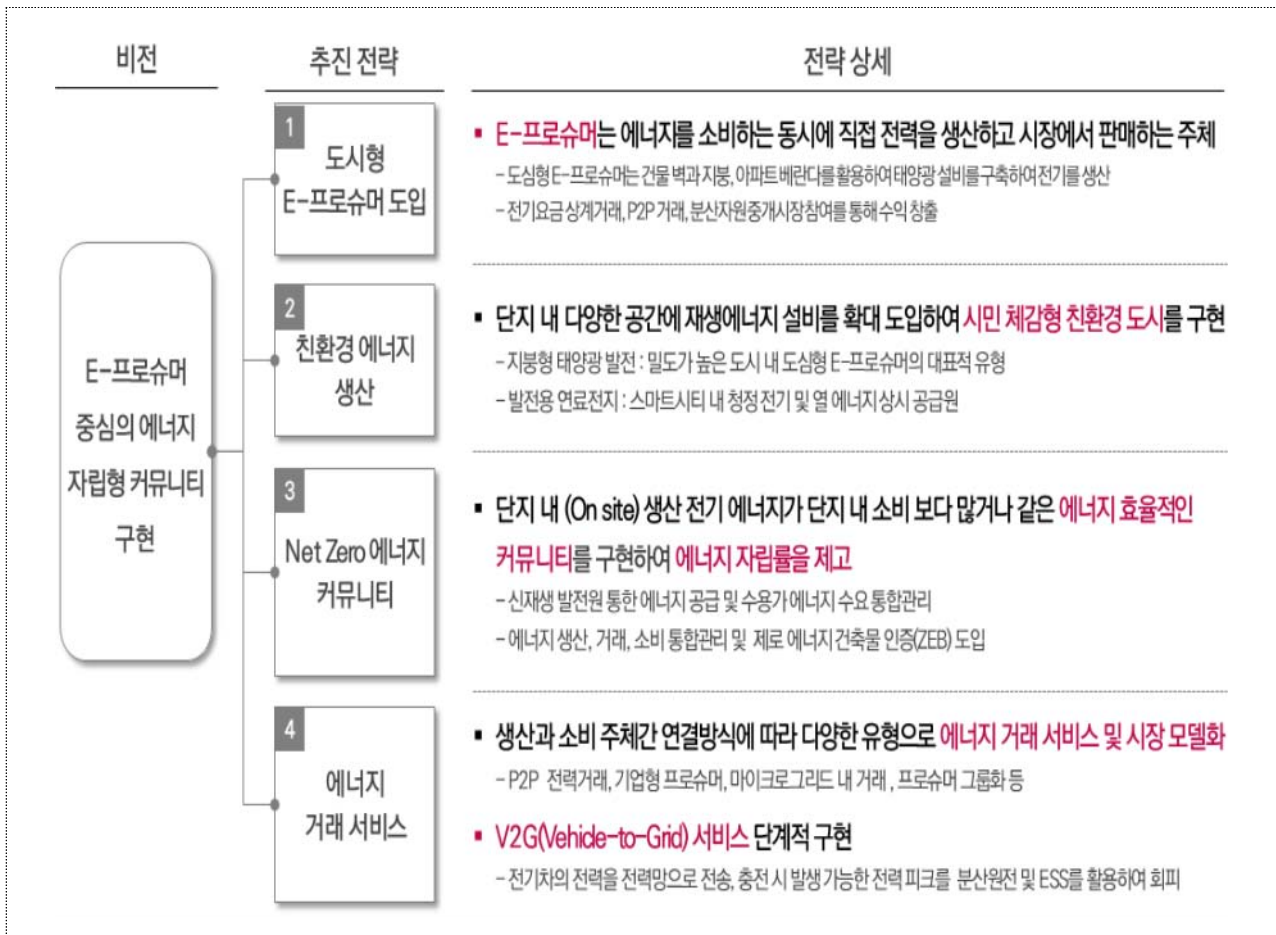 비전
추진 전략
전략 상세
E-프로슈머
중심의 에너지
자립형 커뮤니티
구현
1
도시형
E-프로슈머 도입
▪ E-프로슈머는 에너지를 소비하는 동시에 직접 전력을 생산하고 시장에서 판매하는 주체
- 도심형 E-프로슈머는 건물 벽과 지붕, 아파트 베란다를 활용하여 태양광 설비를 구축하여 전기를 생산
- 전기요금 상계거래, P2P 거래, 분산자원중개시장참여를 통해 수익 창출
2
친환경 에너지
생산
▪ 단지 내 다양한 공간에 재생에너지 설비를 확대 도입하여 시민 체감형 친환경 도시를 구현
- 지붕형 태양광 발전 : 밀도가 높은 도시 내 도심형 E-프로슈머의 대표적 유형
- 발전용 연료전지 : 스마트시티 내 청정 전기 및 열 에너지 상시 공급원
3
Net Zero 에너지
커뮤니티
▪ 단지 내 (On site) 생산 전기 에너지가 단지 내 소비 보다 많거나 같은 에너지 효율적인
커뮤니티를 구현하여 에너지 자립률을 제고
- 신재생 발전원 통한 에너지 공급 및 수용가 에너지 수요 통합관리
- 에너지 생산, 거래, 소비 통합관리 및 제로 에너지 건축물 인증(ZEB) 도입
4
에너지
거래 서비스
▪ 생산과 소비 주체간 연결방식에 따라 다양한 유형으로 에너지 거래 서비스 및 시장 모델화
- P2P 전력거래, 기업형 프로슈머, 마이크로그리드 내 거래 , 프로슈머 그룹화 등
▪ V2G(Vehicle-to-Grid) 서비스 단계적 구현
- 전기차의 전력을 전력망으로 전송, 충전 시 발생 가능한 전력 피크를 분산원전 및 ESS를 활용하여 회피